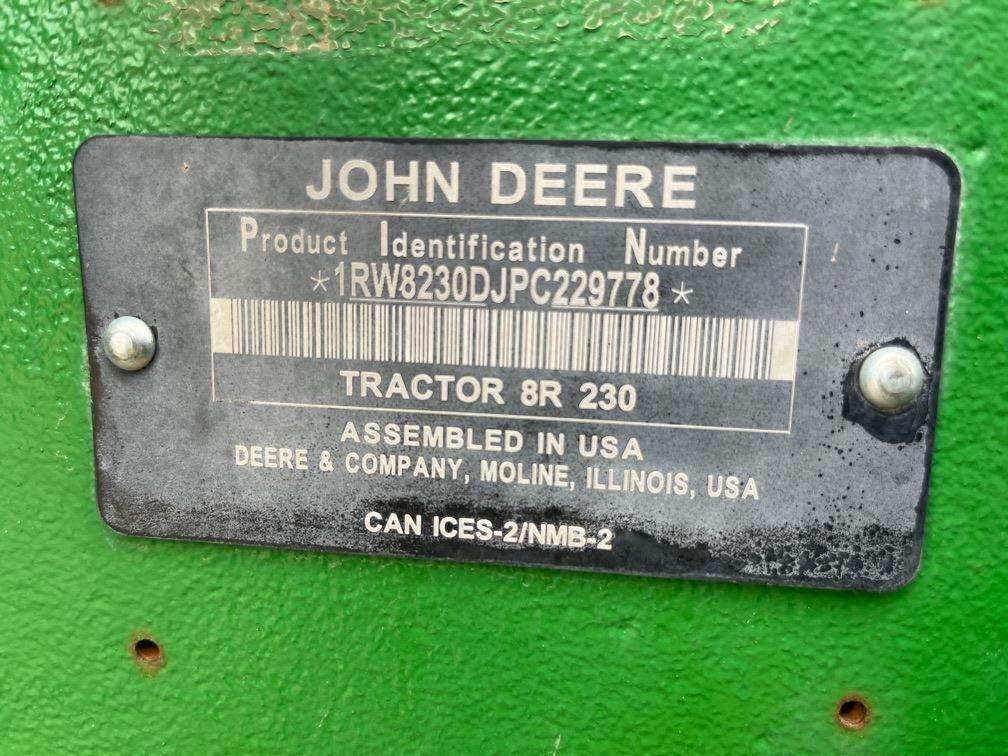 JOHN DEERE
Product Identification Number
*1RW8230DJPC229778*
TRACTOR 8R 230
ASSEMBLED IN USA
DEERE & COMPANY, MOLINE, ILLINOIS, USA
CAN ICES-2/NMB-2